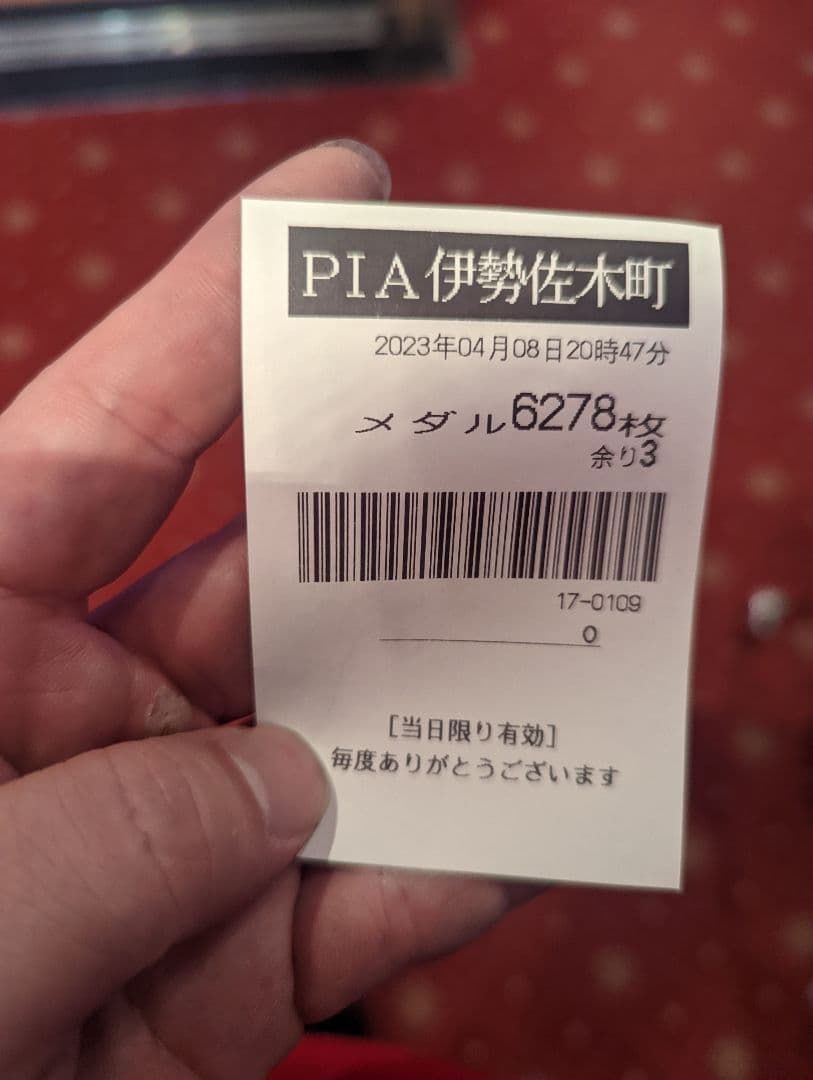 PIA伊勢佐木町
2023年04月08日20時47分
メダル6278枚
余り3
17-0109
0
[当日限り有効]
毎度ありがとうございます